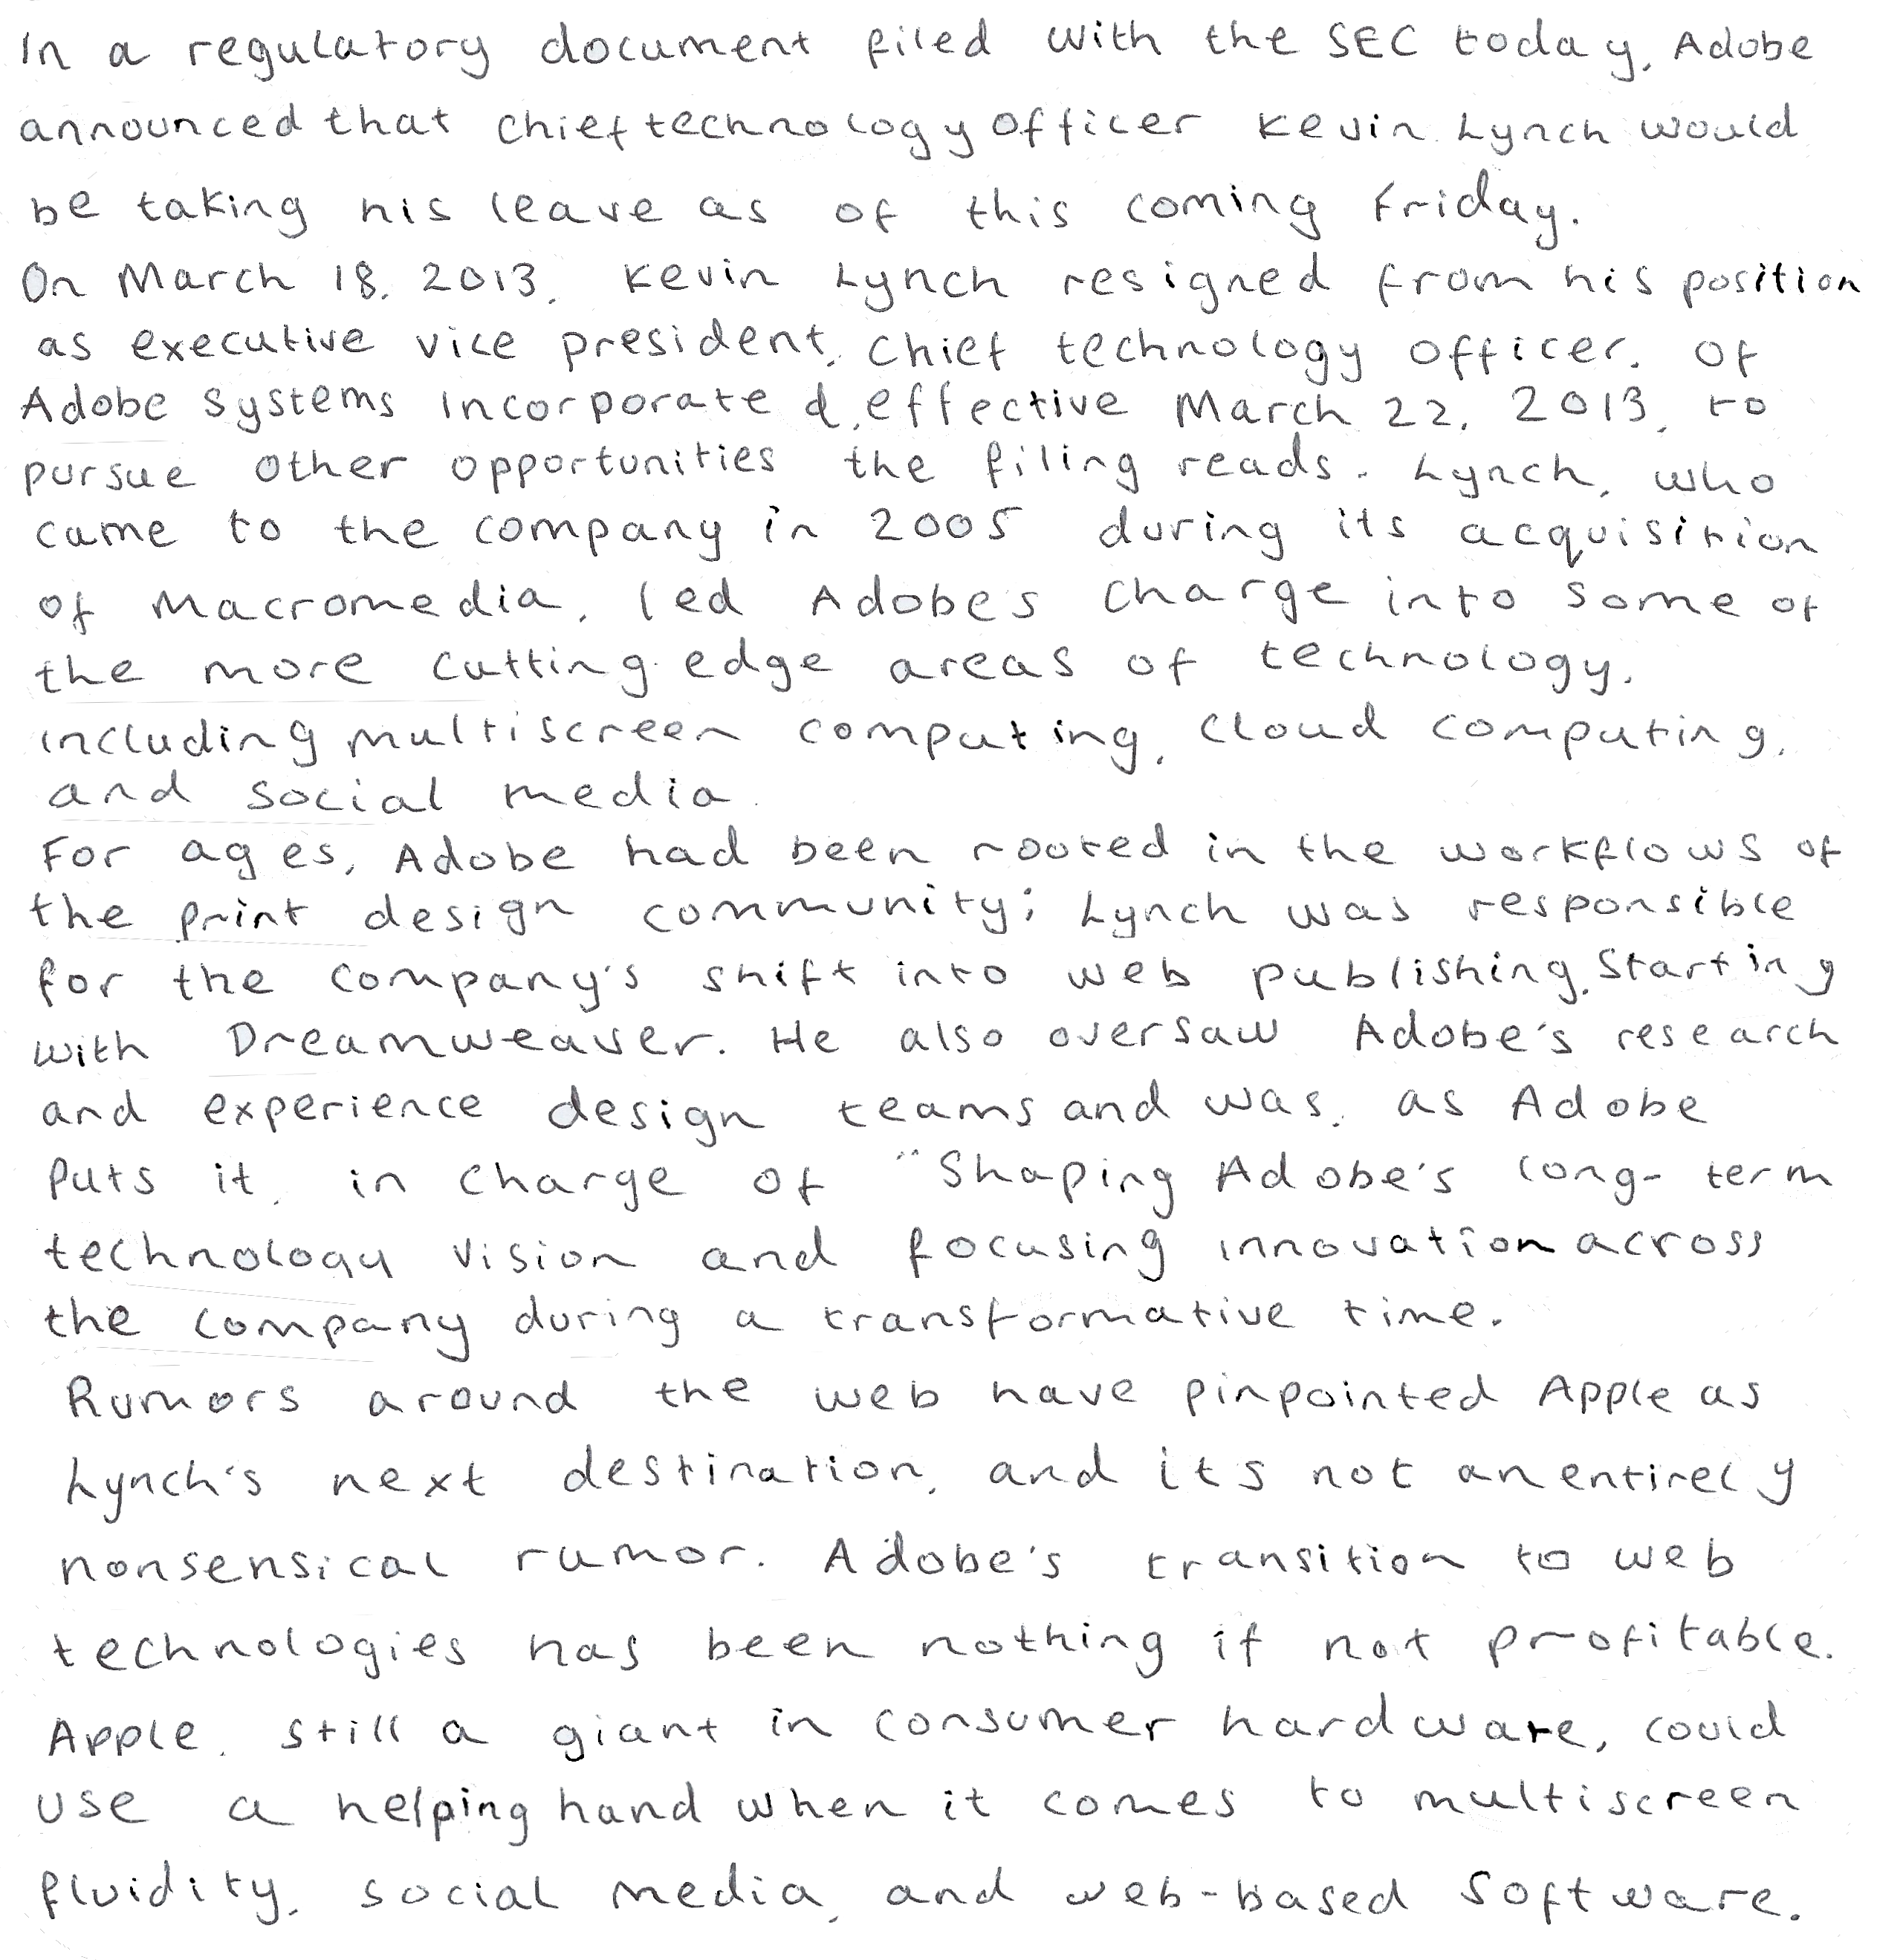 In a regulatory document filed with the SEC today, Adobe
announced that chief technology officer Kevin Lynch would
be taking his leave as of this coming Friday.
On March 18, 2013, Kevin Lynch resigned from his position
as executive vice president, chief technology officer, of
Adobe Systems Incorporated, effective March 22, 2013, to
pursue other opportunities the filing reads. Lynch, who
came to the company in 2005 during its acquisition
of Macromedia, led Adobe's charge into some of
the more cutting-edge areas of technology,
including multiscreen computing, cloud computing,
and social media.
For ages, Adobe had been rooted in the workflows of
the print design community; Lynch was responsible
for the company's shift into web publishing, starting
with Dreamweaver. He also oversaw Adobe's research
and experience design teams and was, as Adobe
puts it, in charge of "Shaping Adobe's long-term
technology vision and focusing innovation across
the company during a transformative time.
Rumors around the web have pinpointed Apple as
Lynch's next destination, and its not an entirely
nonsensical rumor. Adobe's transition to web
technologies has been nothing if not profitable.
Apple, still a giant in consumer hardware, could
use a helping hand when it comes to multiscreen
fluidity, social media, and web-based software.